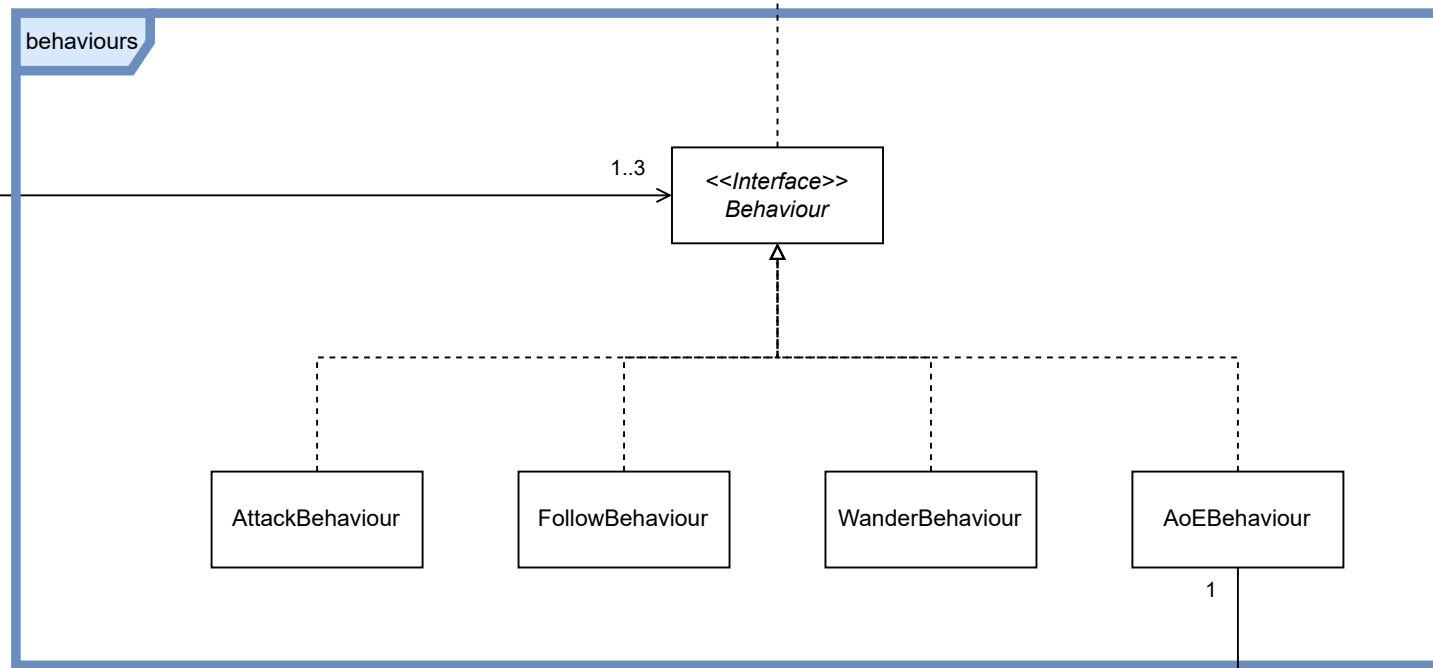 behaviours
1..3
<<Interface>>
Behaviour
AttackBehaviour
FollowBehaviour
WanderBehaviour
AoEBehaviour
1